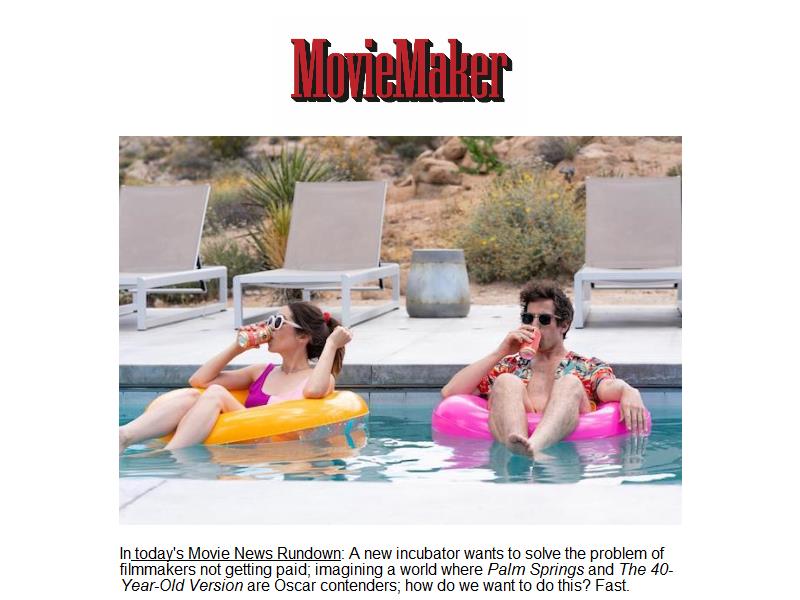 MovieMaker
In today's Movie News Rundown: A new incubator wants to solve the problem of
filmmakers not getting paid; imagining a world where Palm Springs and The 40-
Year-Old Version are Oscar contenders; how do we want to do this? Fast.